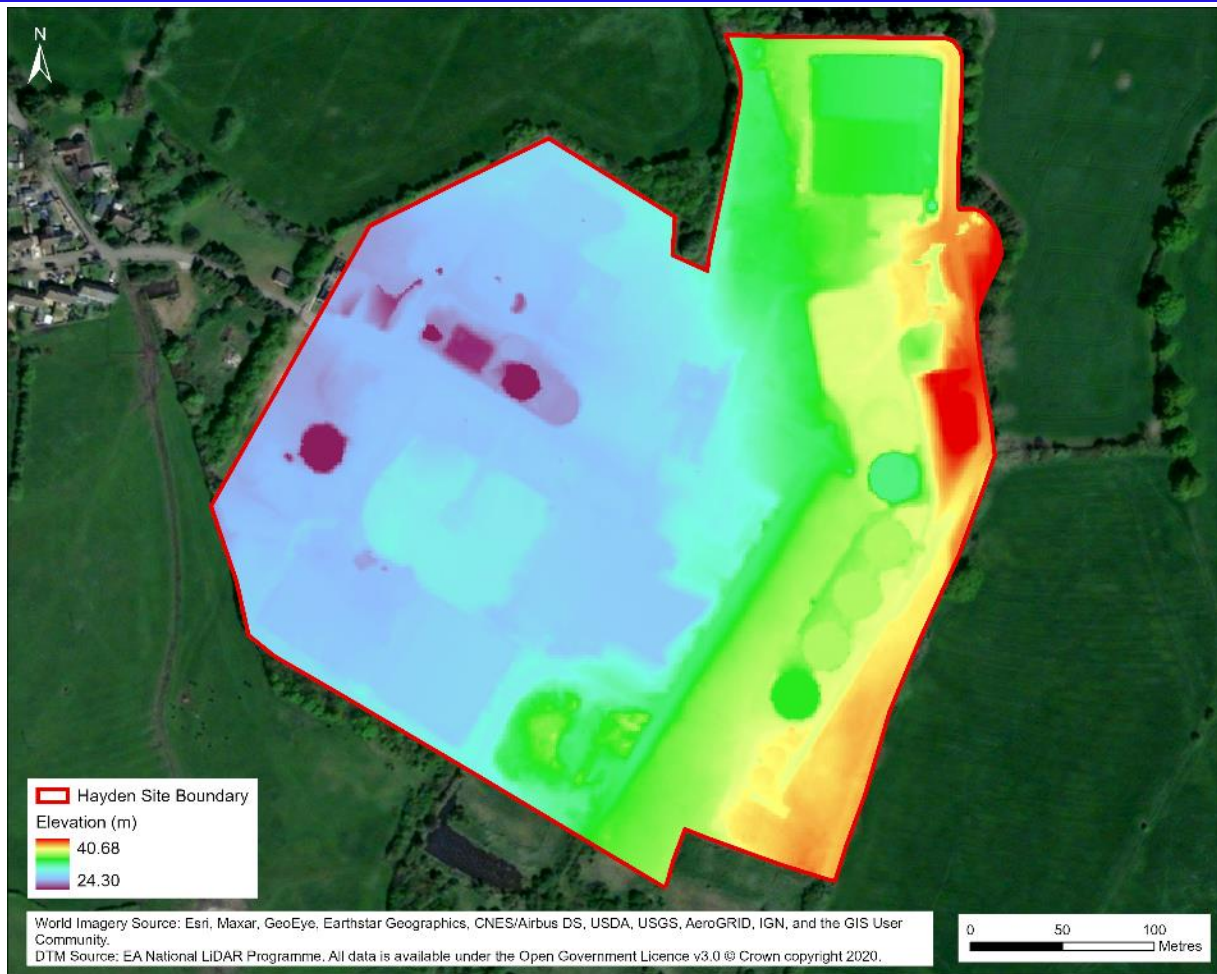 N
Hayden Site Boundary
Elevation (m)
40.68
24.30
World Imagery Source: Esri, Maxar, GeoEye, Earthstar Geographics, CNES/Airbus DS, USDA, USGS, AeroGRID, IGN, and the GIS User
Community.
DTM Source: EA National LiDAR Programme. All data is available under the Open Government Licence v3.0 © Crown copyright 2020.
0 50 100
Metres